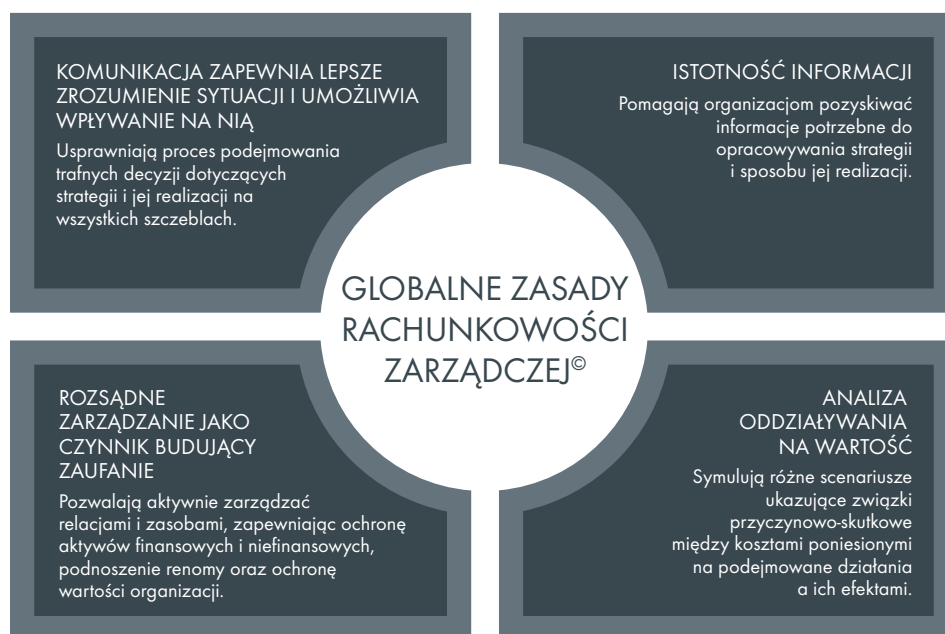 KOMUNIKACJA ZAPEWNIA LEPSZE
ZROZUMIENIE SYTUACJI I UMOŻLIWIA
WPŁYWANIE NA NIĄ
Usprawniają proces podejmowania
trafnych decyzji dotyczących
strategii i jej realizacji na
wszystkich szczeblach.
ISTOTNOŚĆ INFORMACJI
Pomagają organizacjom pozyskiwać
informacje potrzebne do
opracowywania strategii
i sposobu jej realizacji.
GLOBALNE ZASADY
RACHUNKOWOŚCI
ZARZĄDCZEJ©
ROZSĄDNE
ZARZĄDZANIE JAKO
CZYNNIK BUDUJĄCY
ZAUFANIE
Pozwalają aktywnie zarządzać
relacjami i zasobami, zapewniając ochronę
aktywów finansowych i niefinansowych,
podnoszenie renomy oraz ochronę
wartości organizacji.
ANALIZA
ODDZIAŁYWANIA
NA WARTOŚĆ
Symulują różne scenariusze
ukazujące związki
przyczynowo-skutkowe
między kosztami poniesionymi
na podejmowane działania
a ich efektami.